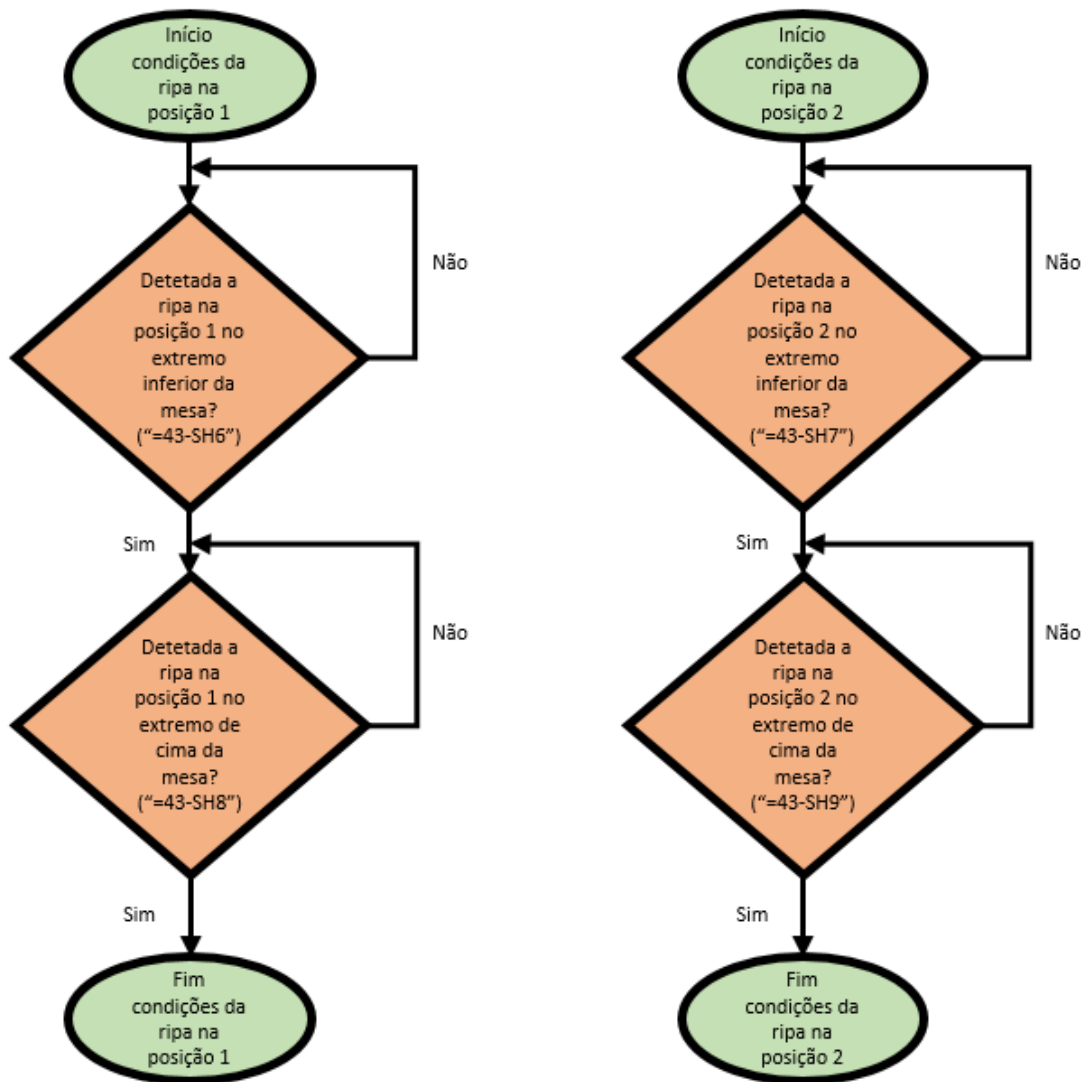 Início
condições da
ripa na
posição 1
Não
Detetada a
ripa na
posição 1 no
extremo
inferior da
mesa?
(“=43-SH6”)
Sim
Não
Detetada a
ripa na
posição 1 no
extremo de
cima da
mesa?
(“=43-SH8”)
Sim
Fim
condições da
ripa na
posição 1
Início
condições da
ripa na
posição 2
Não
Detetada a
ripa na
posição 2 no
extremo
inferior da
mesa?
(“=43-SH7”)
Sim
Não
Detetada a
ripa na
posição 2 no
extremo de
cima da
mesa?
(“=43-SH9”)
Sim
Fim
condições da
ripa na
posição 2